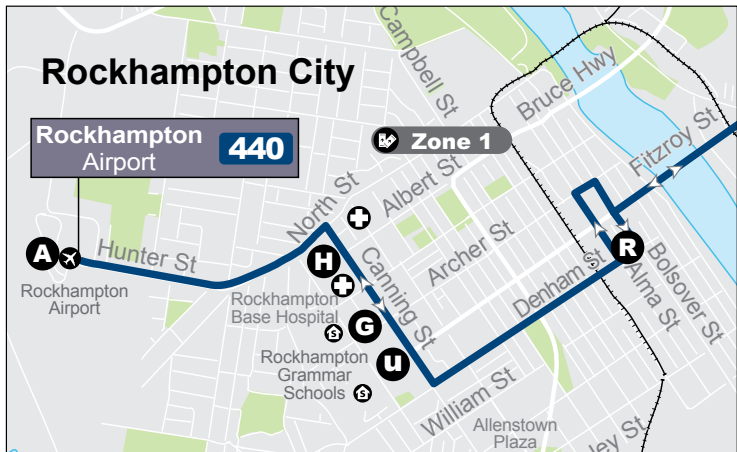 Rockhampton City
Campbell St
Bruce Hwy
Rockhampton
Airport
440
Zone 1
Fitzroy St
North St
Albert St
A
Hunter St
H
Archer St
R
Rockhampton
Airport
Canning St
Denham St
Alma St
Bolsover St
Rockhampton
Base Hospital
G
S
Rockhampton
Grammar
Schools
u
S
William St
Allenstown
Plaza
ley St